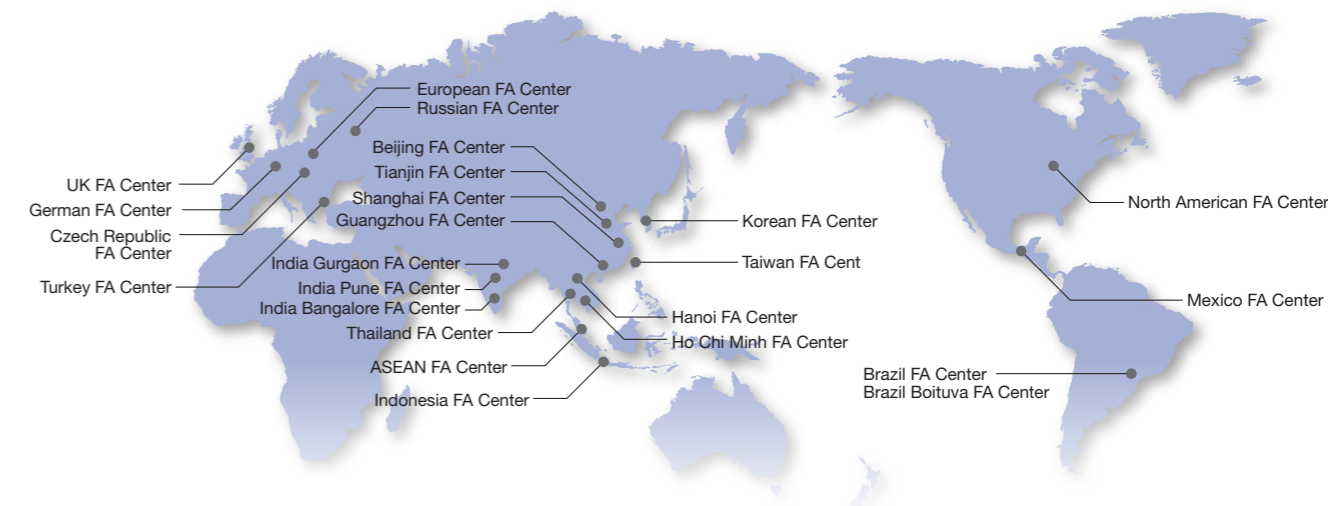 European FA Center
Russian FA Center
Beijing FA Center
Tianjin FA Center
Shanghai FA Center
Guangzhou FA Center
UK FA Center
German FA Center
Czech Republic
FA Center
Turkey FA Center
India Gurgaon FA Center
India Pune FA Center
India Bangalore FA Center
Thailand FA Center
ASEAN FA Center
Indonesia FA Center
Korean FA Center
Taiwan FA Cent
Hanoi FA Center
Ho Chi Minh FA Center
North American FA Center
Mexico FA Center
Brazil FA Center
Brazil Boituva FA Center